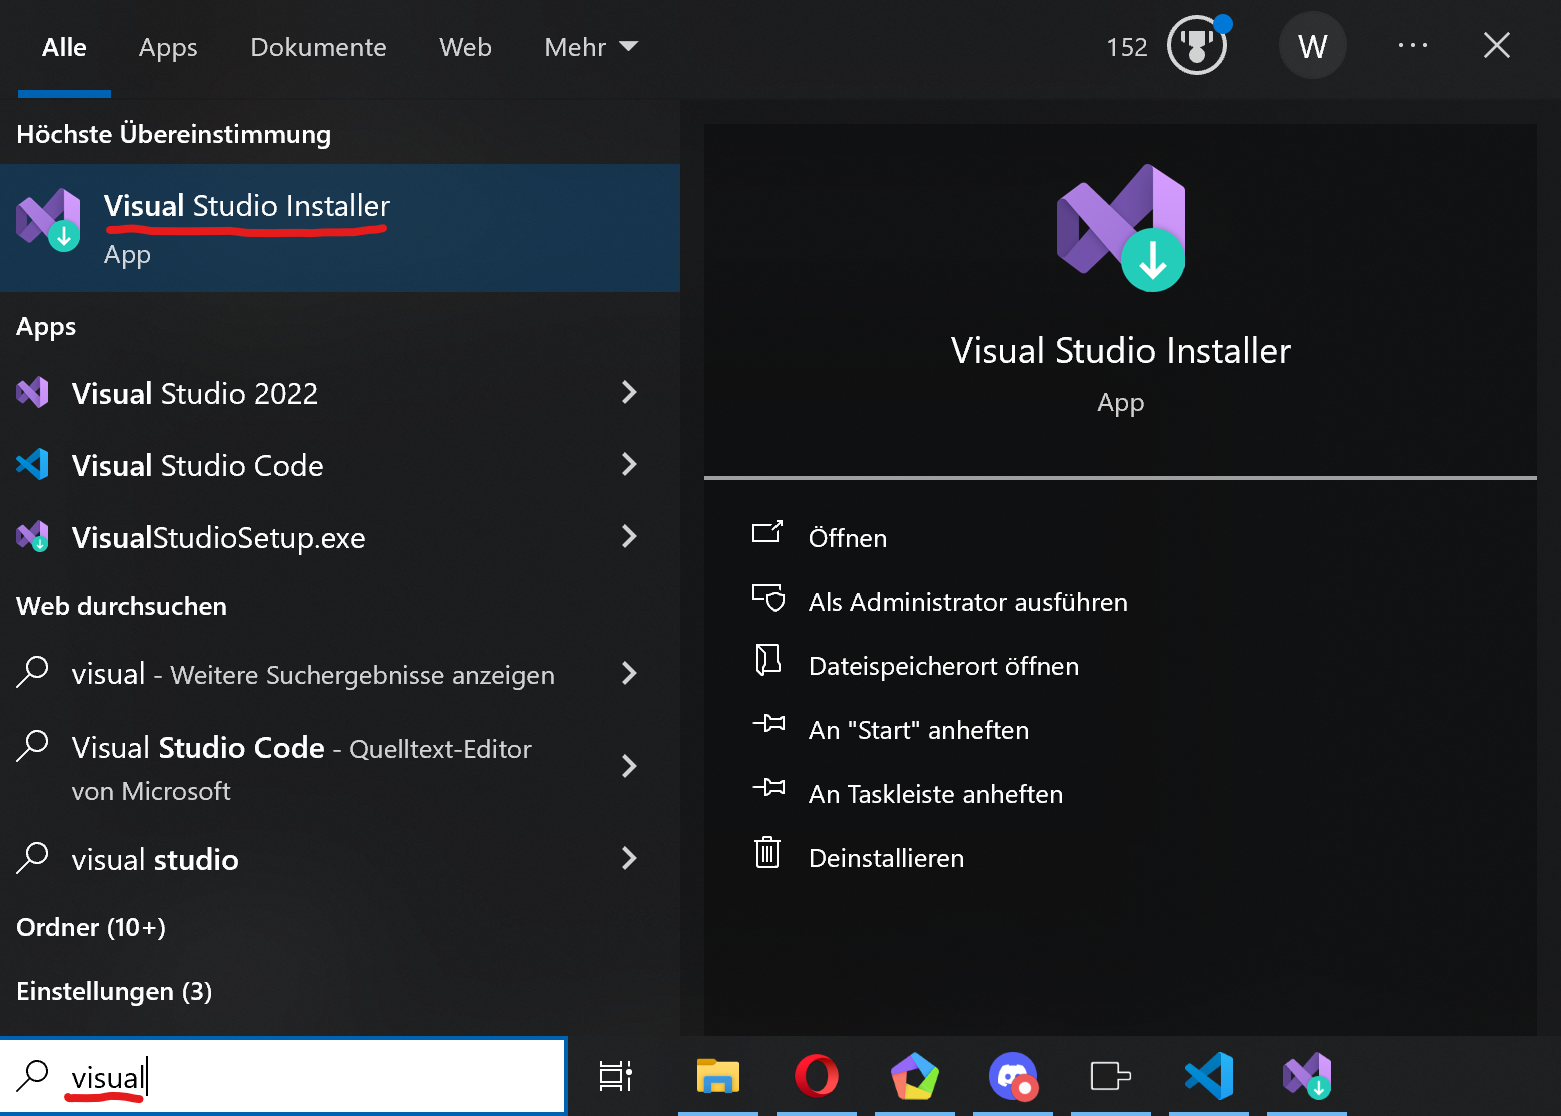 Alle Apps Dokumente Web Mehr 152 W
Höchste Übereinstimmung
Visual Studio Installer
App
Apps
Visual Studio 2022
Visual Studio Code
VisualStudioSetup.exe
Web durchsuchen
visual - Weitere Suchergebnisse anzeigen
Visual Studio Code - Quelltext-Editor
von Microsoft
visual studio
Ordner (10+)
Einstellungen (3)
visual
Visual Studio Installer
App
Öffnen
Als Administrator ausführen
Dateispeicherort öffnen
An "Start" anheften
An Taskleiste anheften
Deinstallieren